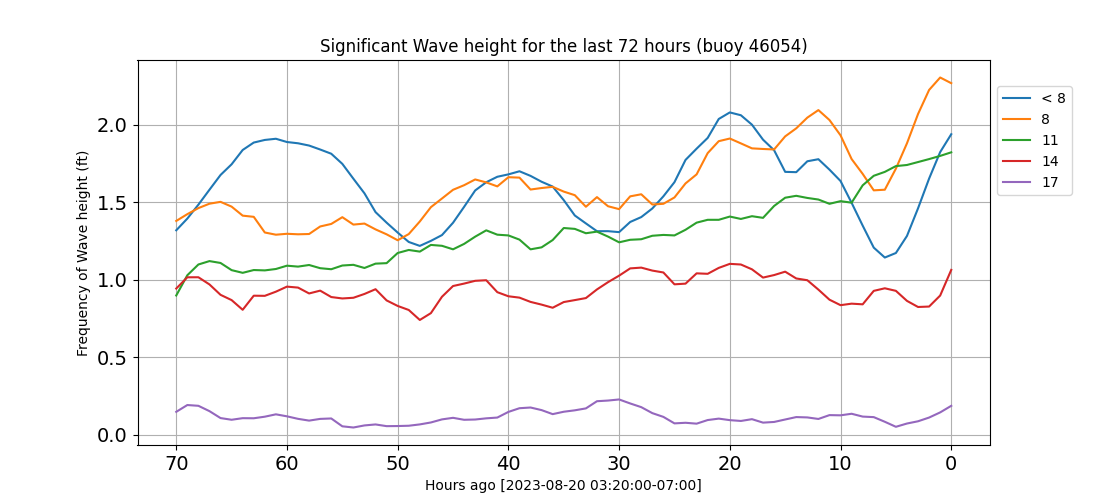 Significant Wave height for the last 72 hours (buoy 46054)
Frequency of Wave height (ft)
2.0
1.5
1.0
0.5
0.0
70 60 50 40 30 20 10 0
Hours ago [2023-08-20 03:20:00-07:00]
< 8
8
11
14
17